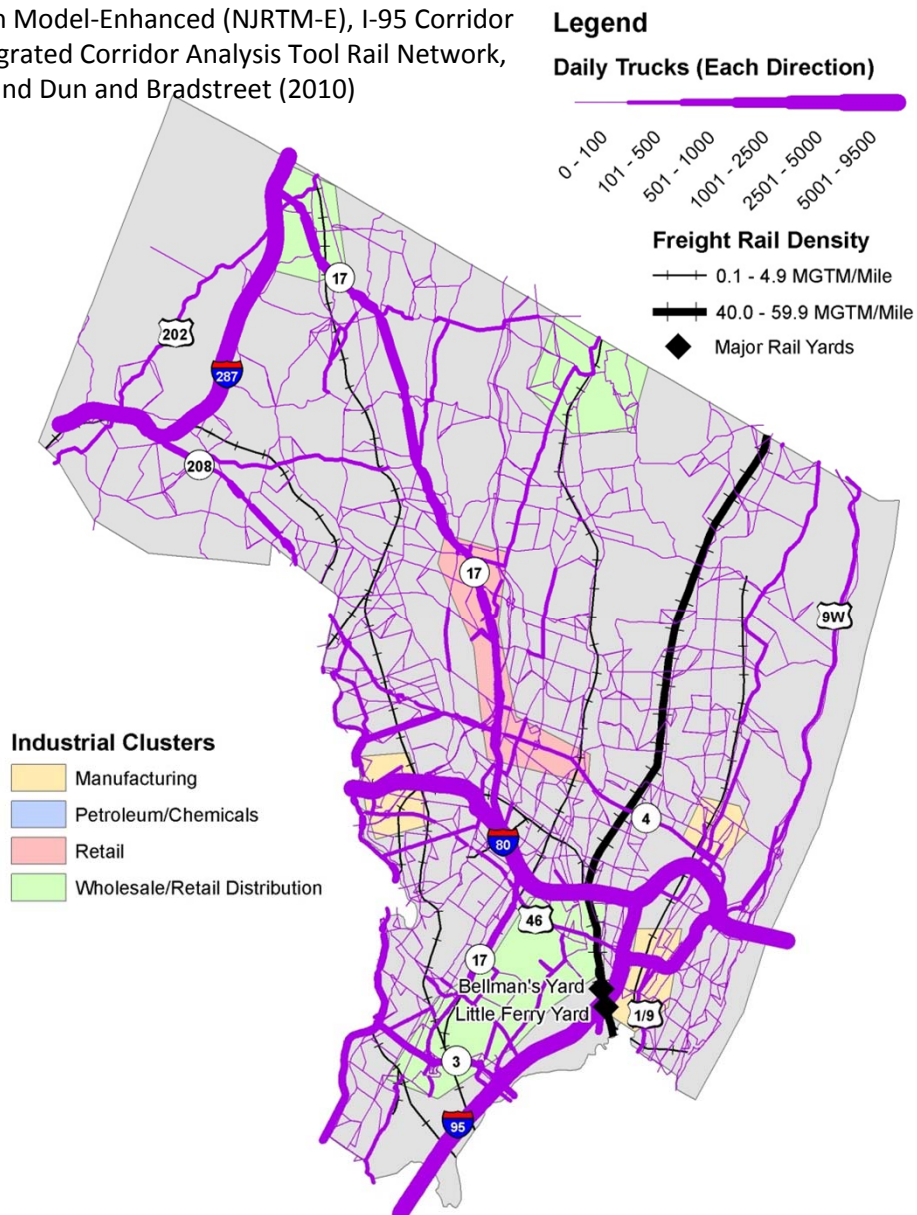 n Model-Enhanced (NJRTM-E), I-95 Corridor
egrated Corridor Analysis Tool Rail Network,
nd Dun and Bradstreet (2010)
Legend
Daily Trucks (Each Direction)
0 - 100
101 - 500
501 - 1000
1001 - 2500
2501 - 5000
5001 - 9500
Freight Rail Density
0.1 - 4.9 MGTM/Mile
40.0 - 59.9 MGTM/Mile
Major Rail Yards
17
202
287
208
17
9W
Industrial Clusters
Manufacturing
Petroleum/Chemicals
Retail
Wholesale/Retail Distribution
4
80
46
17
Bellman's Yard
Little Ferry Yard
1/9
3
95